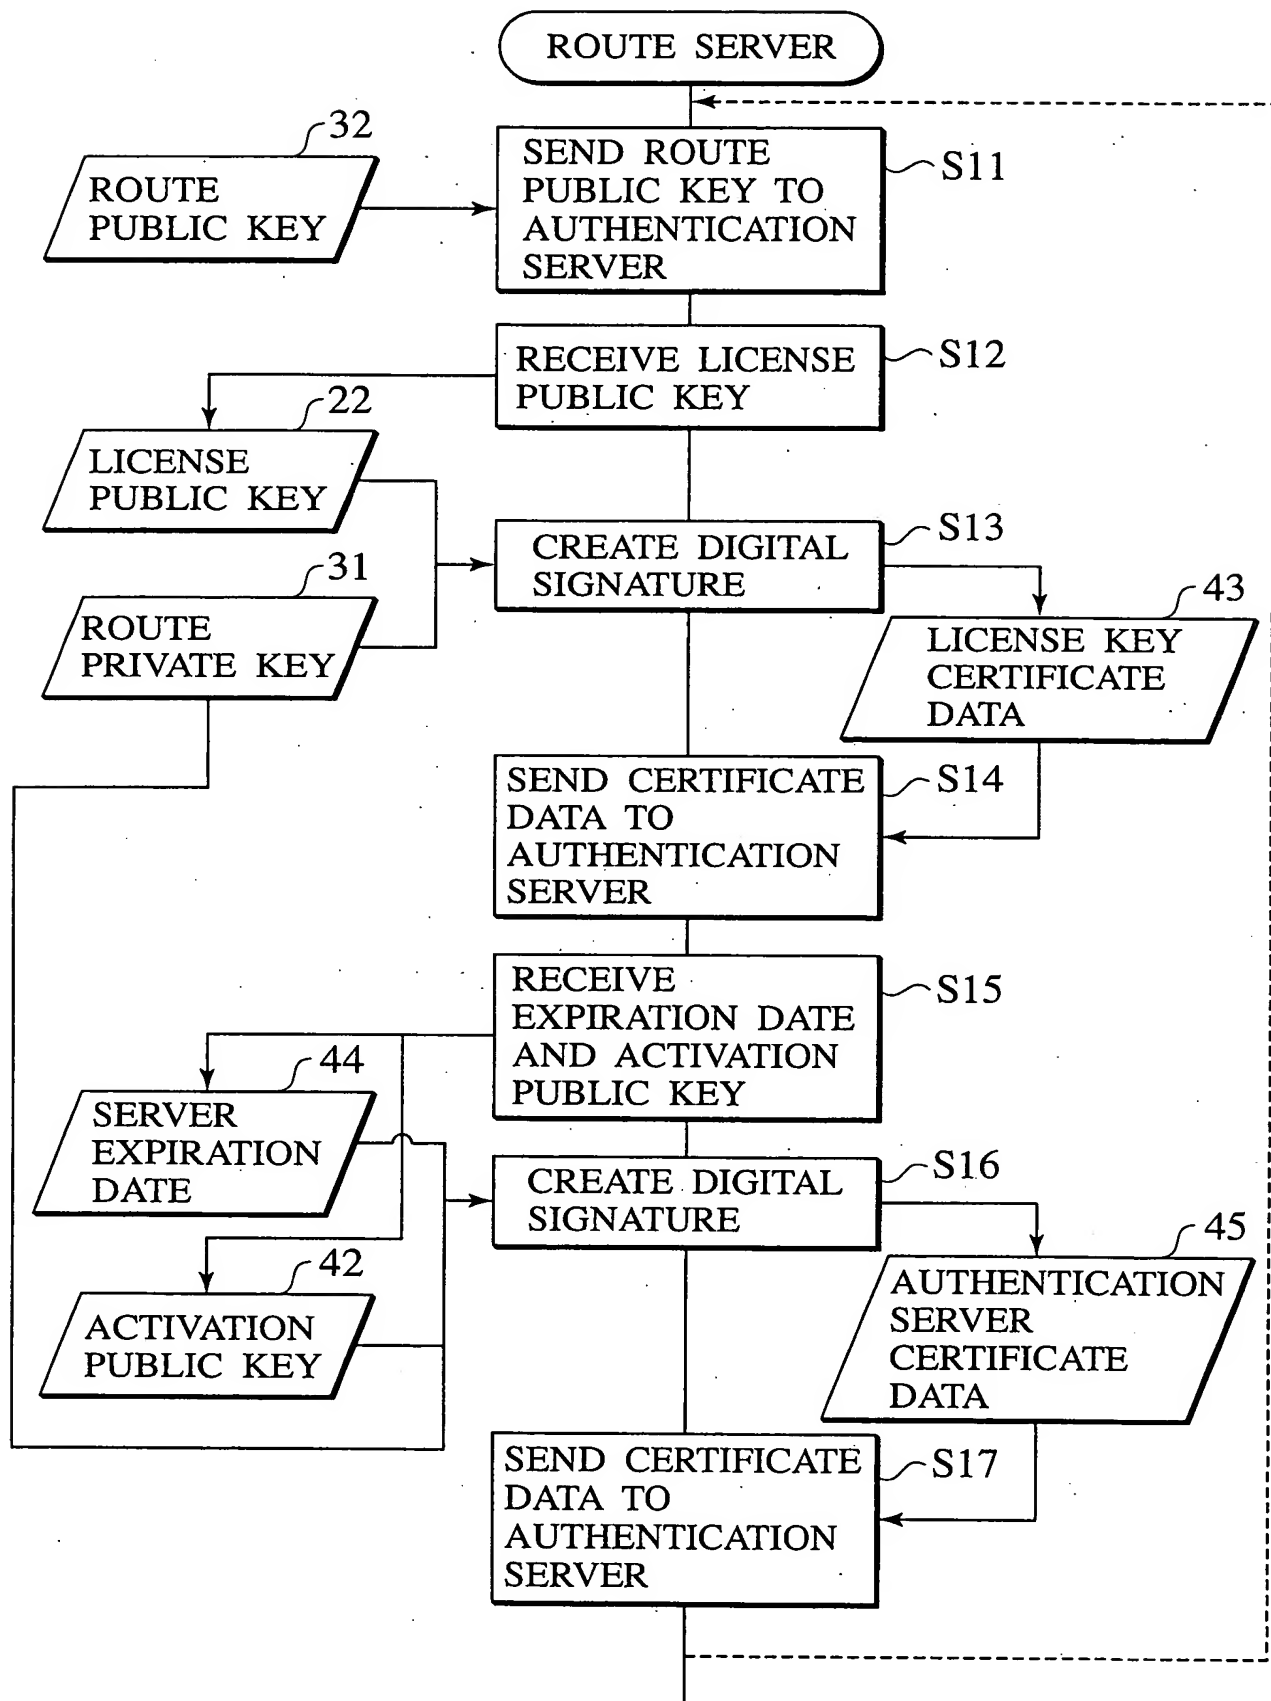 ROUTE SERVER
32
ROUTE
PUBLIC KEY
SEND ROUTE
PUBLIC KEY TO
AUTHENTICATION
SERVER
S11
RECEIVE LICENSE
PUBLIC KEY
S12
22
LICENSE
PUBLIC KEY
31
ROUTE
PRIVATE KEY
CREATE DIGITAL
SIGNATURE
S13
43
LICENSE KEY
CERTIFICATE
DATA
SEND CERTIFICATE
DATA TO
AUTHENTICATION
SERVER
S14
RECEIVE
EXPIRATION DATE
AND ACTIVATION
PUBLIC KEY
S15
44
SERVER
EXPIRATION
DATE
CREATE DIGITAL
SIGNATURE
S16
42
ACTIVATION
PUBLIC KEY
45
AUTHENTICATION
SERVER
CERTIFICATE
DATA
SEND CERTIFICATE
DATA TO
AUTHENTICATION
SERVER
S17